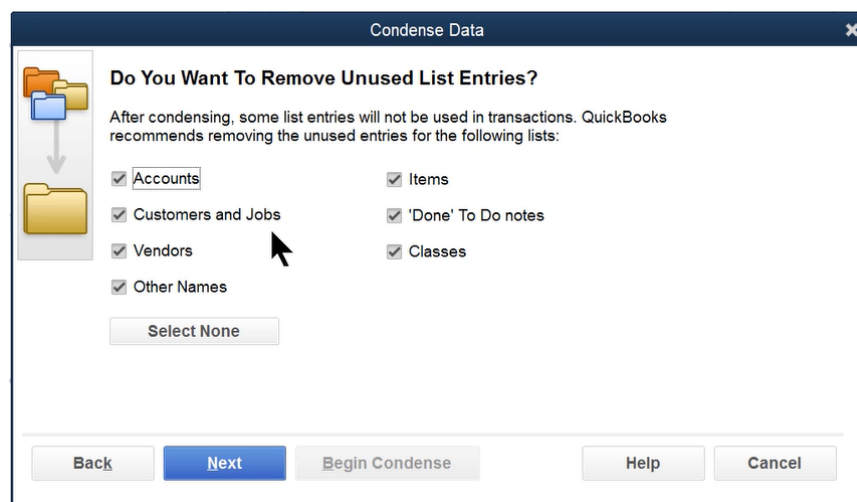 Condense Data
Do You Want To Remove Unused List Entries?
After condensing, some list entries will not be used in transactions. QuickBooks
recommends removing the unused entries for the following lists:
Accounts
Items
Customers and Jobs
'Done' To Do notes
Vendors
Classes
Other Names
Select None
Back
Next
Begin Condense
Help
Cancel